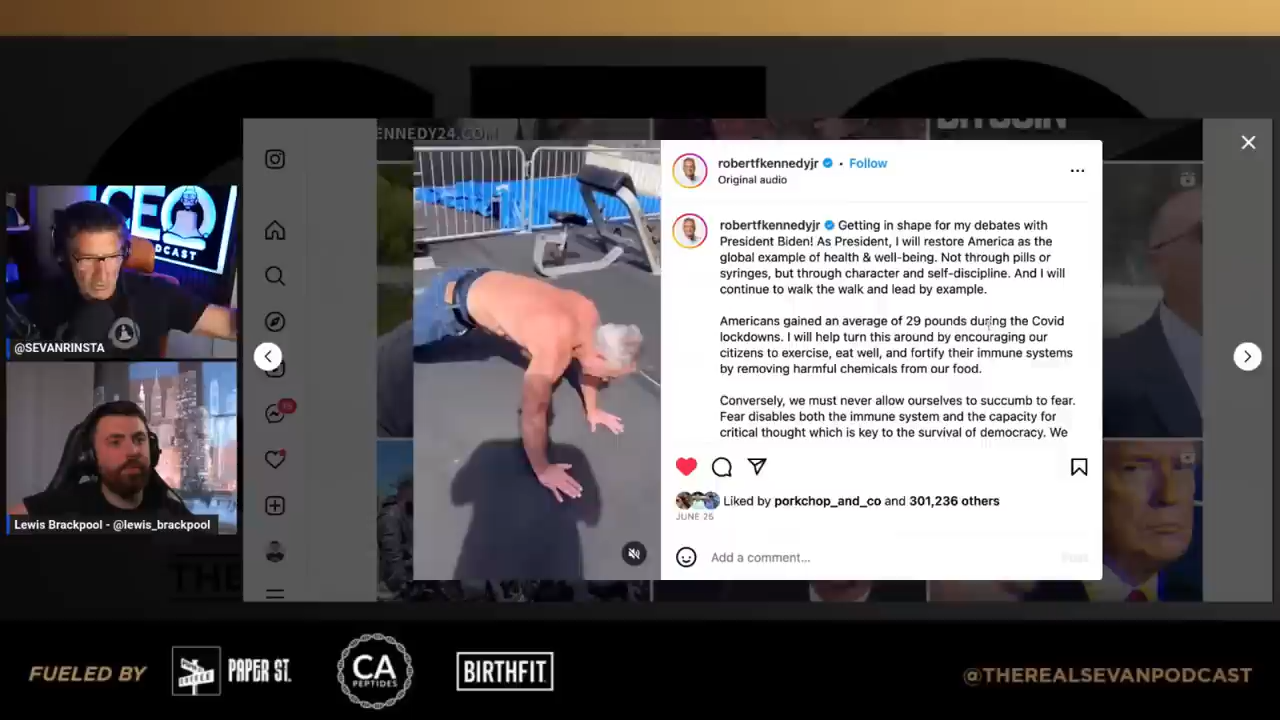 ENNEDY24.COM
BITCOIN
robertfkennedyjr • Follow
Original audio
robertfkennedyjr Getting in shape for my debates with
President Biden! As President, I will restore America as the
global example of health & well-being. Not through pills or
syringes, but through character and self-discipline. And I will
continue to walk the walk and lead by example.
Americans gained an average of 29 pounds during the Covid
lockdowns. I will help turn this around by encouraging our
citizens to exercise, eat well, and fortify their immune systems
by removing harmful chemicals from our food.
Conversely, we must never allow ourselves to succumb to fear.
Fear disables both the immune system and the capacity for
critical thought which is key to the survival of democracy. We
Liked by porkchop_and_co and 301,236 others
JUNE 26
Add a comment...
Post
CEO
PODCAST
@SEVANRINSTA
Lewis Brackpool - @lewis_brackpool
THE
FUELED BY
PAPER ST.
CA
PEPTIDES
BIRTHFIT
@THEREALSEVANPODCAST